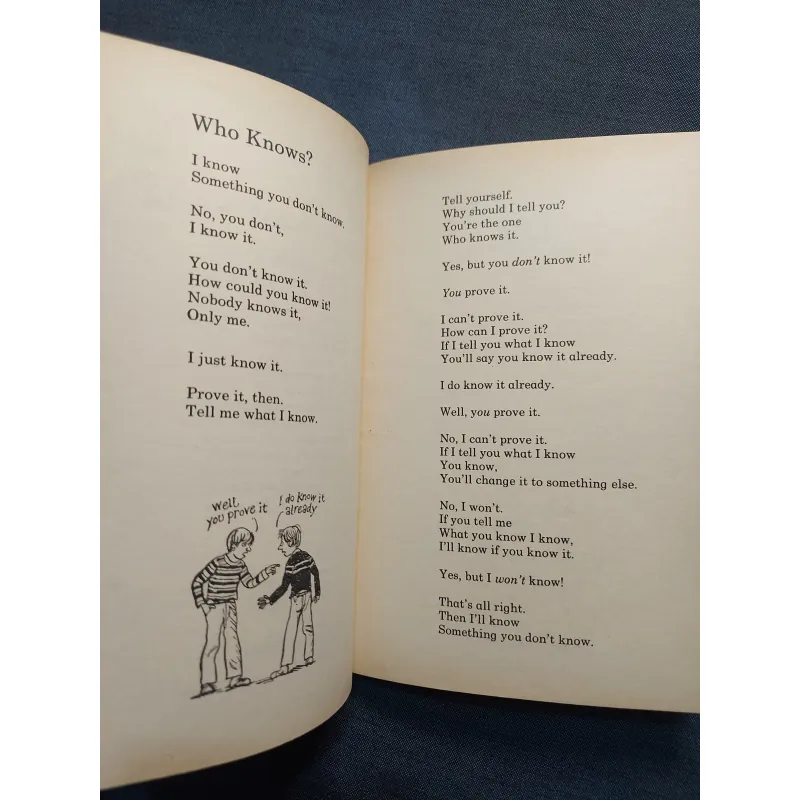 Who Knows?
I know
Something you don't know.
No, you don't,
I know it.
You don't know it.
How could you know it!
Nobody knows it,
Only me.
I just know it.
Prove it, then.
Tell me what I know.
well
you prove it
I do know it
already
Tell yourself.
Why should I tell you?
You're the one
Who knows it.
Yes, but you don't know it!
You prove it.
I can't prove it.
How can I prove it?
If I tell you what I know
You'll say you know it already.
I do know it already.
Well, you prove it.
No, I can't prove it.
If I tell you what I know
You know,
You'll change it to something else.
No, I won't.
If you tell me
What you know I know,
I'll know if you know it.
Yes, but I won't know!
That's all right.
Then I'll know
Something you don't know.